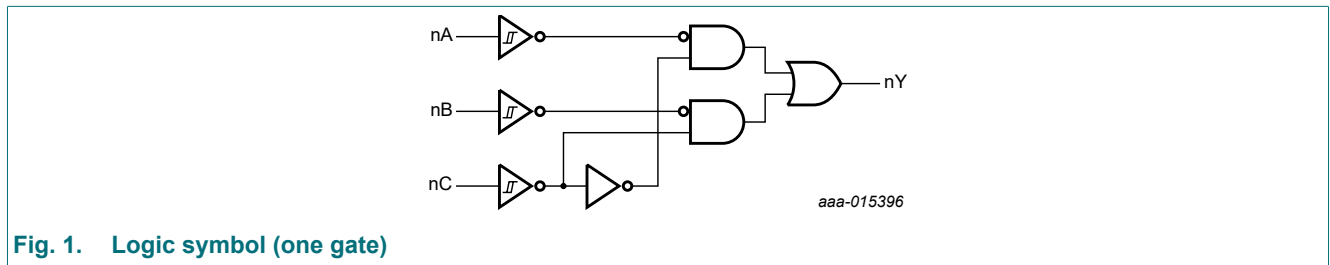 nA
nY
nB
nC
aaa-015396
Fig. 1. Logic symbol (one gate)